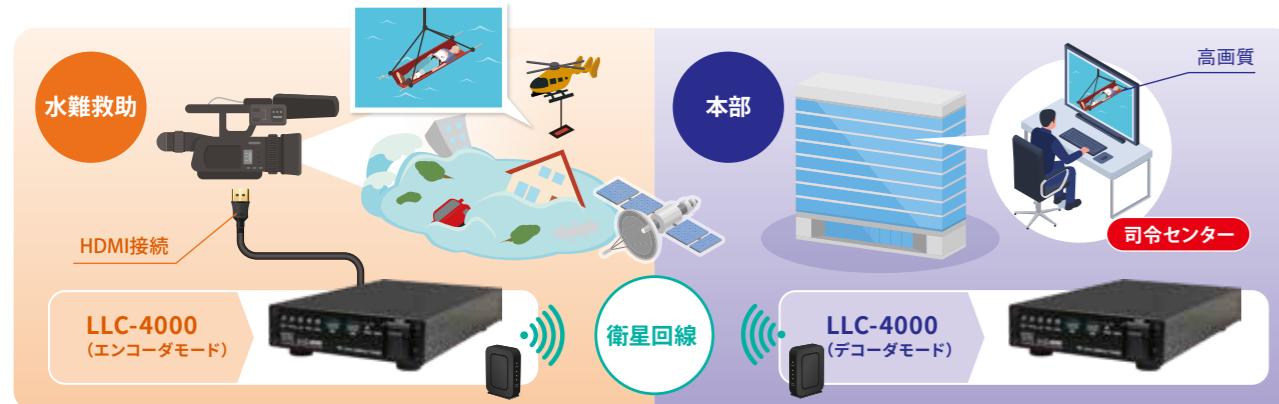 水難救助
HDMI接続
LLC-4000
（エンコーダモード）
衛星回線
本部
高画質
司令センター
LLC-4000
（デコーダモード）